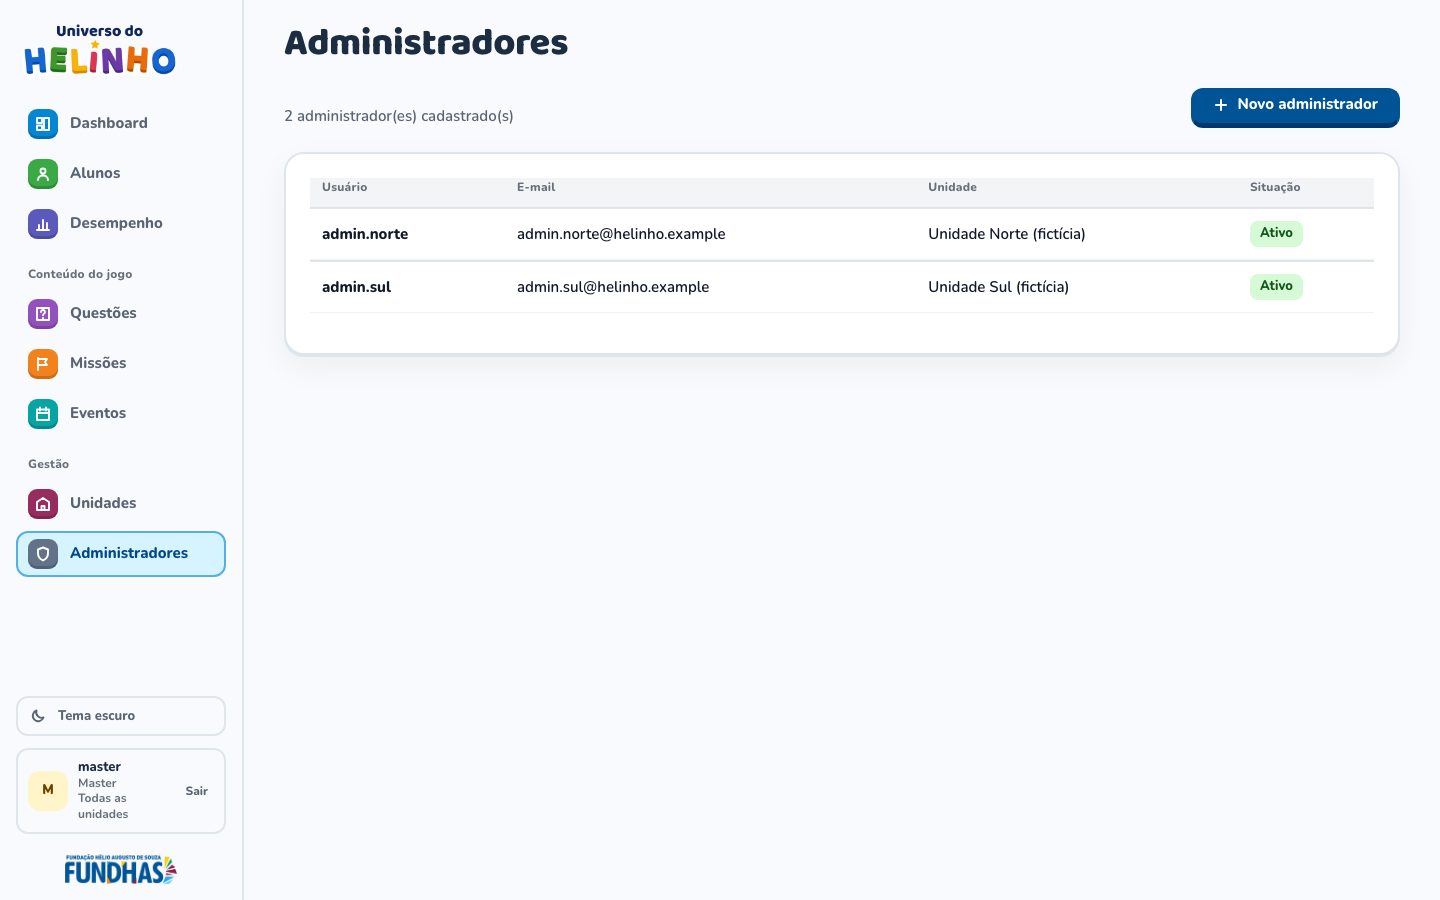 Universo do
HELINHO
Dashboard
Alunos
Desempenho
Conteúdo do jogo
Questões
Missões
Eventos
Gestão
Unidades
Administradores
Tema escuro
M
master
Master
Todas as
unidades
Sair
FUNDAÇÃO HÉLIO AUGUSTO DE SOUZA
FUNDHAS
Administradores
2 administrador(es) cadastrado(s)
Novo administrador
Usuário E-mail Unidade Situação
admin.norte admin.norte@helinho.example Unidade Norte (fictícia) Ativo
admin.sul admin.sul@helinho.example Unidade Sul (fictícia) Ativo